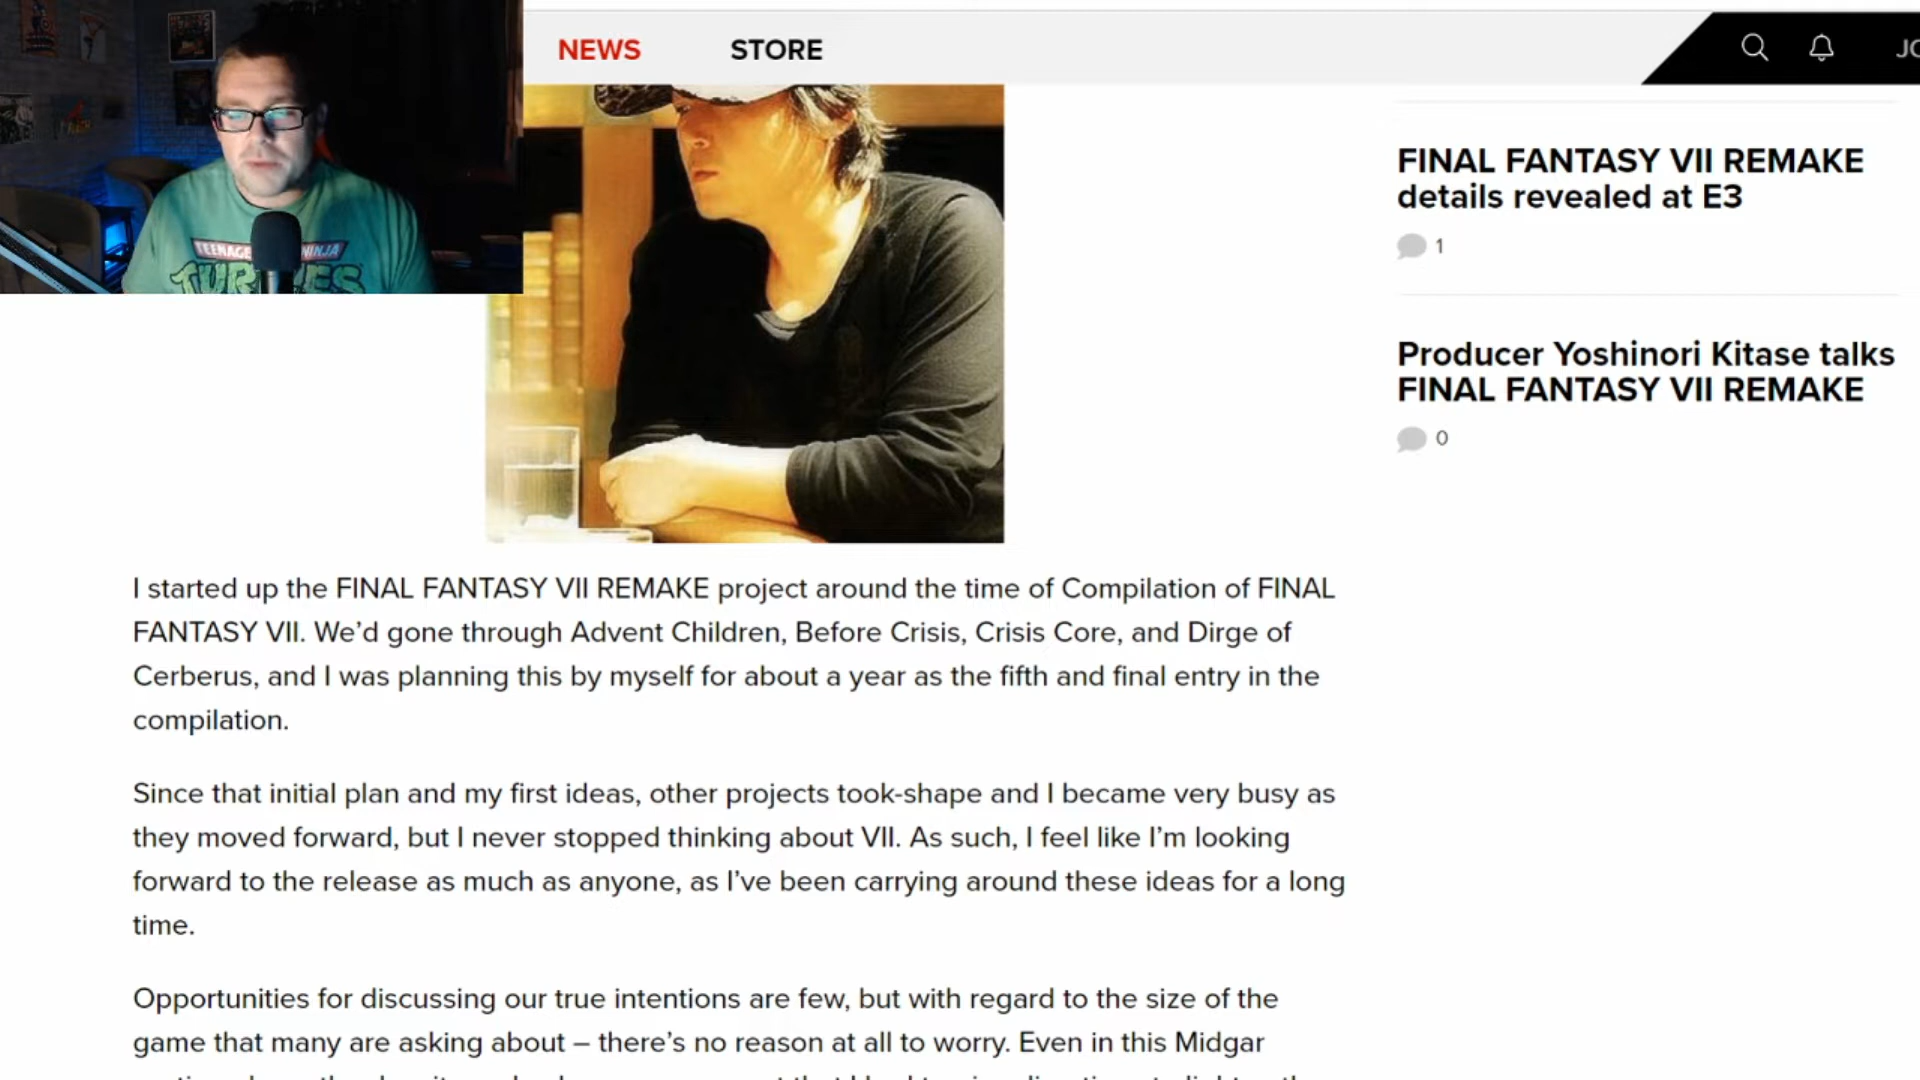 NEWS
STORE
JO
TEENAGE NINJA
FINAL FANTASY VII REMAKE
details revealed at E3
1
Producer Yoshinori Kitase talks
FINAL FANTASY VII REMAKE
0
I started up the FINAL FANTASY VII REMAKE project around the time of Compilation of FINAL
FANTASY VII. We’d gone through Advent Children, Before Crisis, Crisis Core, and Dirge of
Cerberus, and I was planning this by myself for about a year as the fifth and final entry in the
compilation.
Since that initial plan and my first ideas, other projects took-shape and I became very busy as
they moved forward, but I never stopped thinking about VII. As such, I feel like I’m looking
forward to the release as much as anyone, as I’ve been carrying around these ideas for a long
time.
Opportunities for discussing our true intentions are few, but with regard to the size of the
game that many are asking about – there’s no reason at all to worry. Even in this Midgar